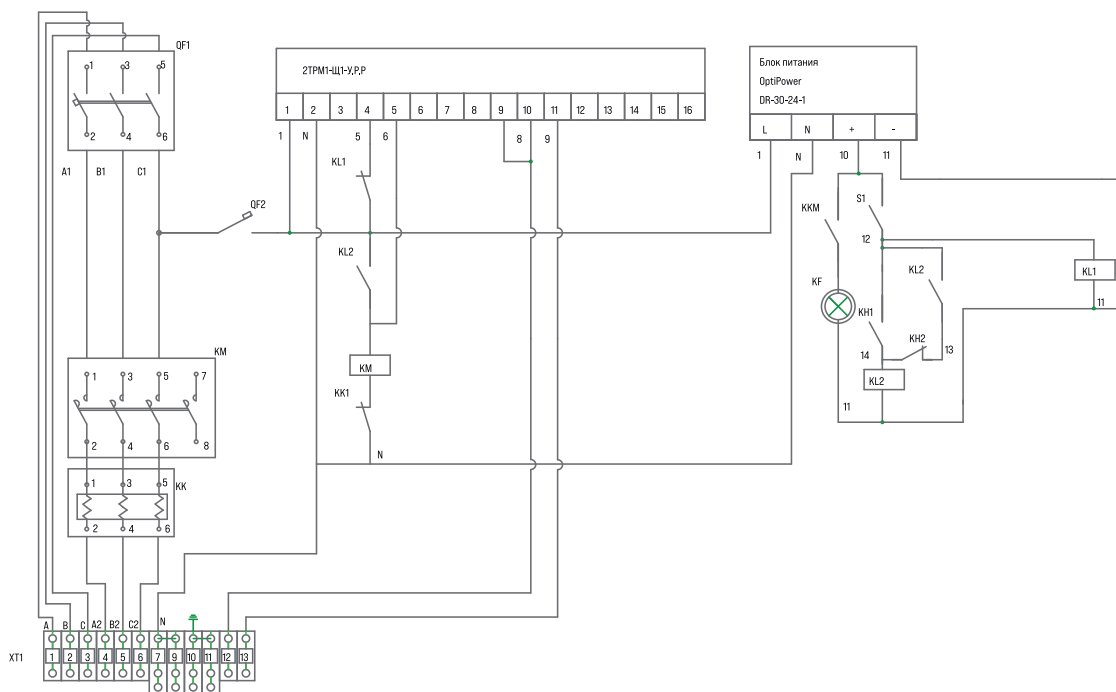 QF1
1 3 5
2 4 6
A1 B1 C1
QF2
2ТРМ1-Щ1-У,Р,Р
1 2 3 4 5 6 7 8 9 10 11 12 13 14 15 16
1 N 5 6 8 9
KL1
KL2
KM
KK1
N
Блок питания
OptiPower
DR-30-24-1
L N + -
1 N 10 11
KKM S1
12
KF
KL2
KH1
KH2
14 13
KL2
11
KL1
11
KM
1 3 5 7
2 4 6 8
KK
1 3 5
2 4 6
A B C A2 B2 C2 N
XT1
1 2 3 4 5 6 7 9 10 11 12 13